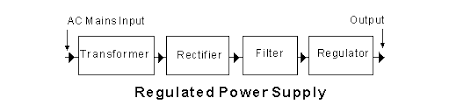 AC Mains Input
Output
Transformer
Rectifier
Filter
Regulator
Regulated Power Supply